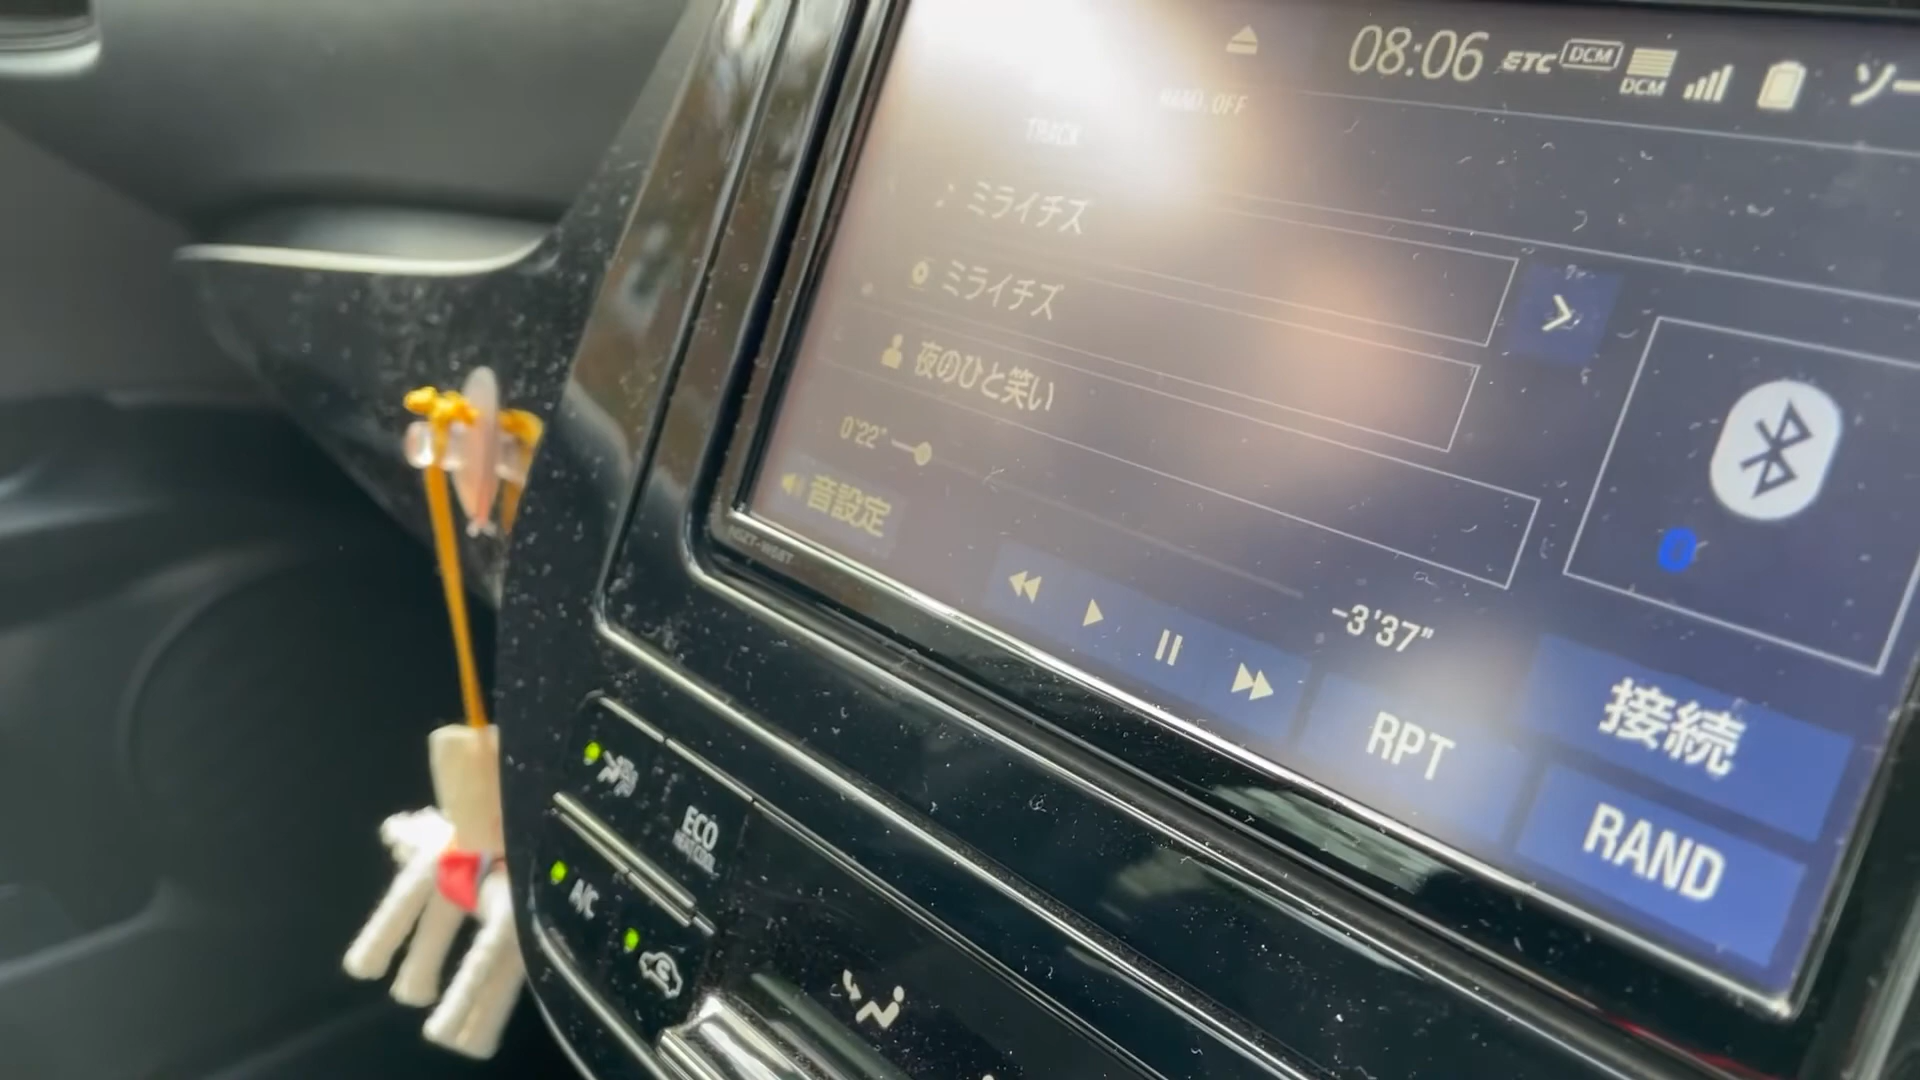 08:06 ETC DCM DCM ソー
RAND OFF
TRACK
ミライチズ
ミライチズ
夜のひと笑い
0'22"
-3'37"
音設定
接続
RPT
RAND
ECO
HEAT/COOL
A/C